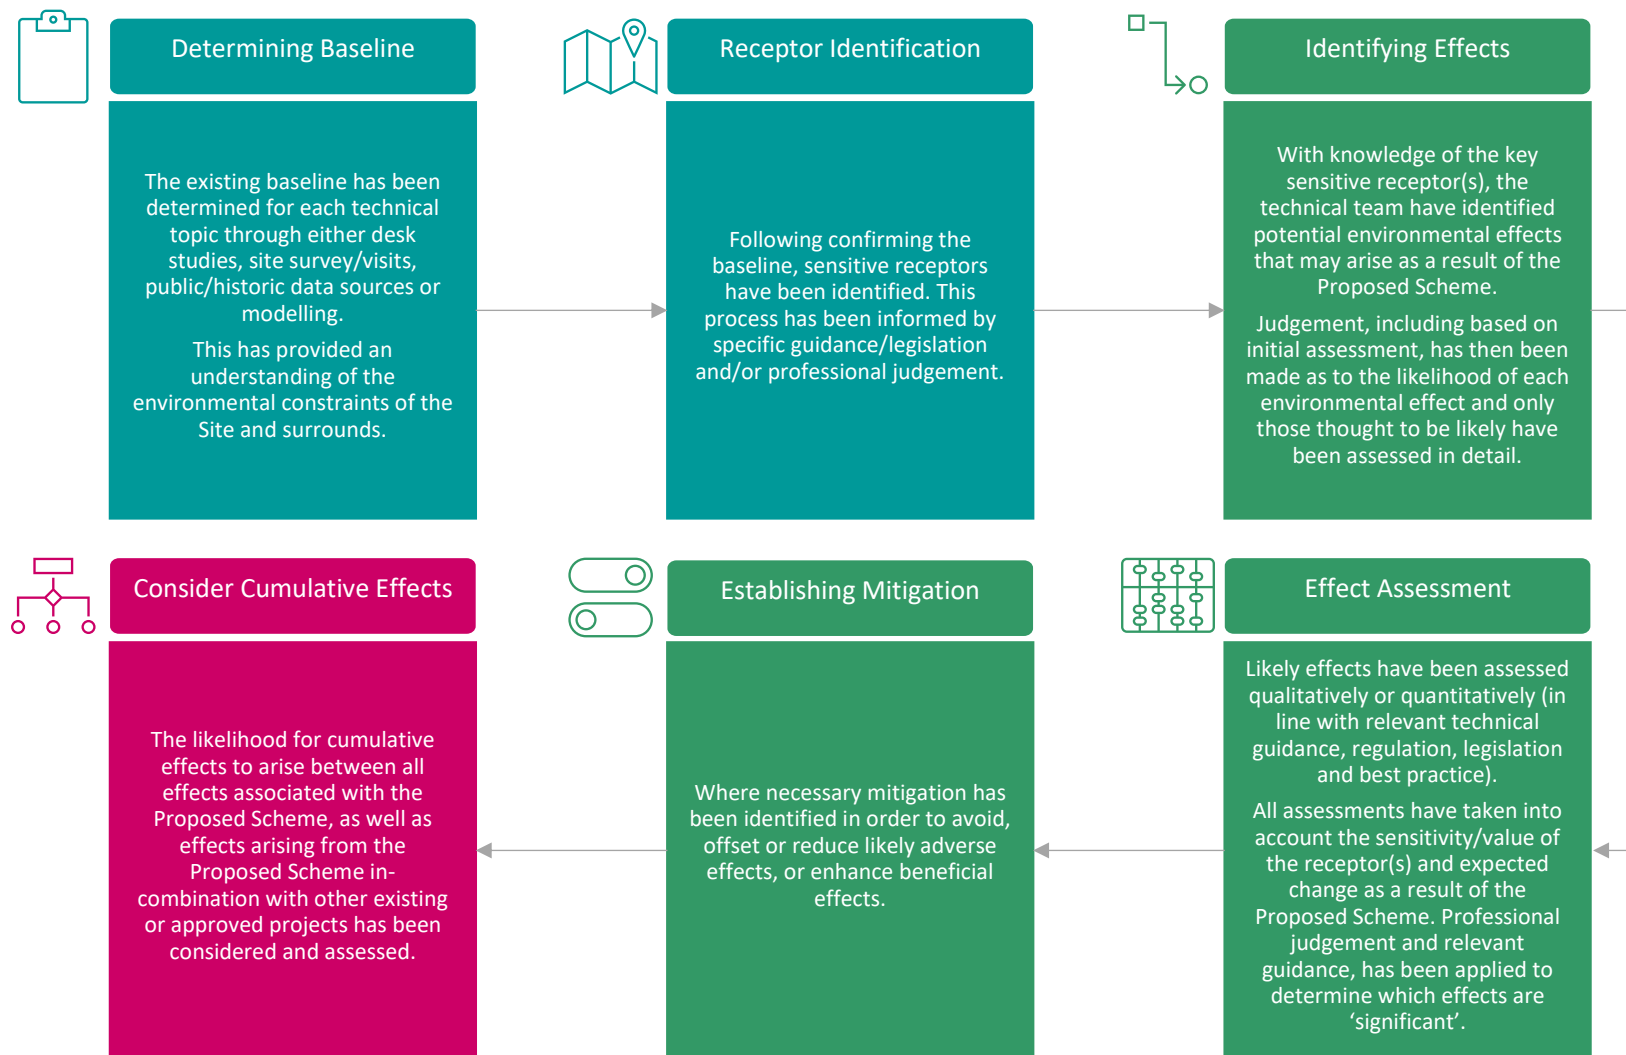 Determining Baseline
The existing baseline has been
determined for each technical
topic through either desk
studies, site survey/visits,
public/historic data sources or
modelling.
This has provided an
understanding of the
environmental constraints of the
Site and surrounds.
Receptor Identification
Following confirming the
baseline, sensitive receptors
have been identified. This
process has been informed by
specific guidance/legislation
and/or professional judgement.
Identifying Effects
With knowledge of the key
sensitive receptor(s), the
technical team have identified
potential environmental effects
that may arise as a result of the
Proposed Scheme.
Judgement, including based on
initial assessment, has then been
made as to the likelihood of each
environmental effect and only
those thought to be likely have
been assessed in detail.
Effect Assessment
Likely effects have been assessed
qualitatively or quantitatively (in
line with relevant technical
guidance, regulation, legislation
and best practice).
All assessments have taken into
account the sensitivity/value of
the receptor(s) and expected
change as a result of the
Proposed Scheme. Professional
judgement and relevant
guidance, has been applied to
determine which effects are
‘significant’.
Establishing Mitigation
Where necessary mitigation has
been identified in order to avoid,
offset or reduce likely adverse
effects, or enhance beneficial
effects.
Consider Cumulative Effects
The likelihood for cumulative
effects to arise between all
effects associated with the
Proposed Scheme, as well as
effects arising from the
Proposed Scheme in-
combination with other existing
or approved projects has been
considered and assessed.